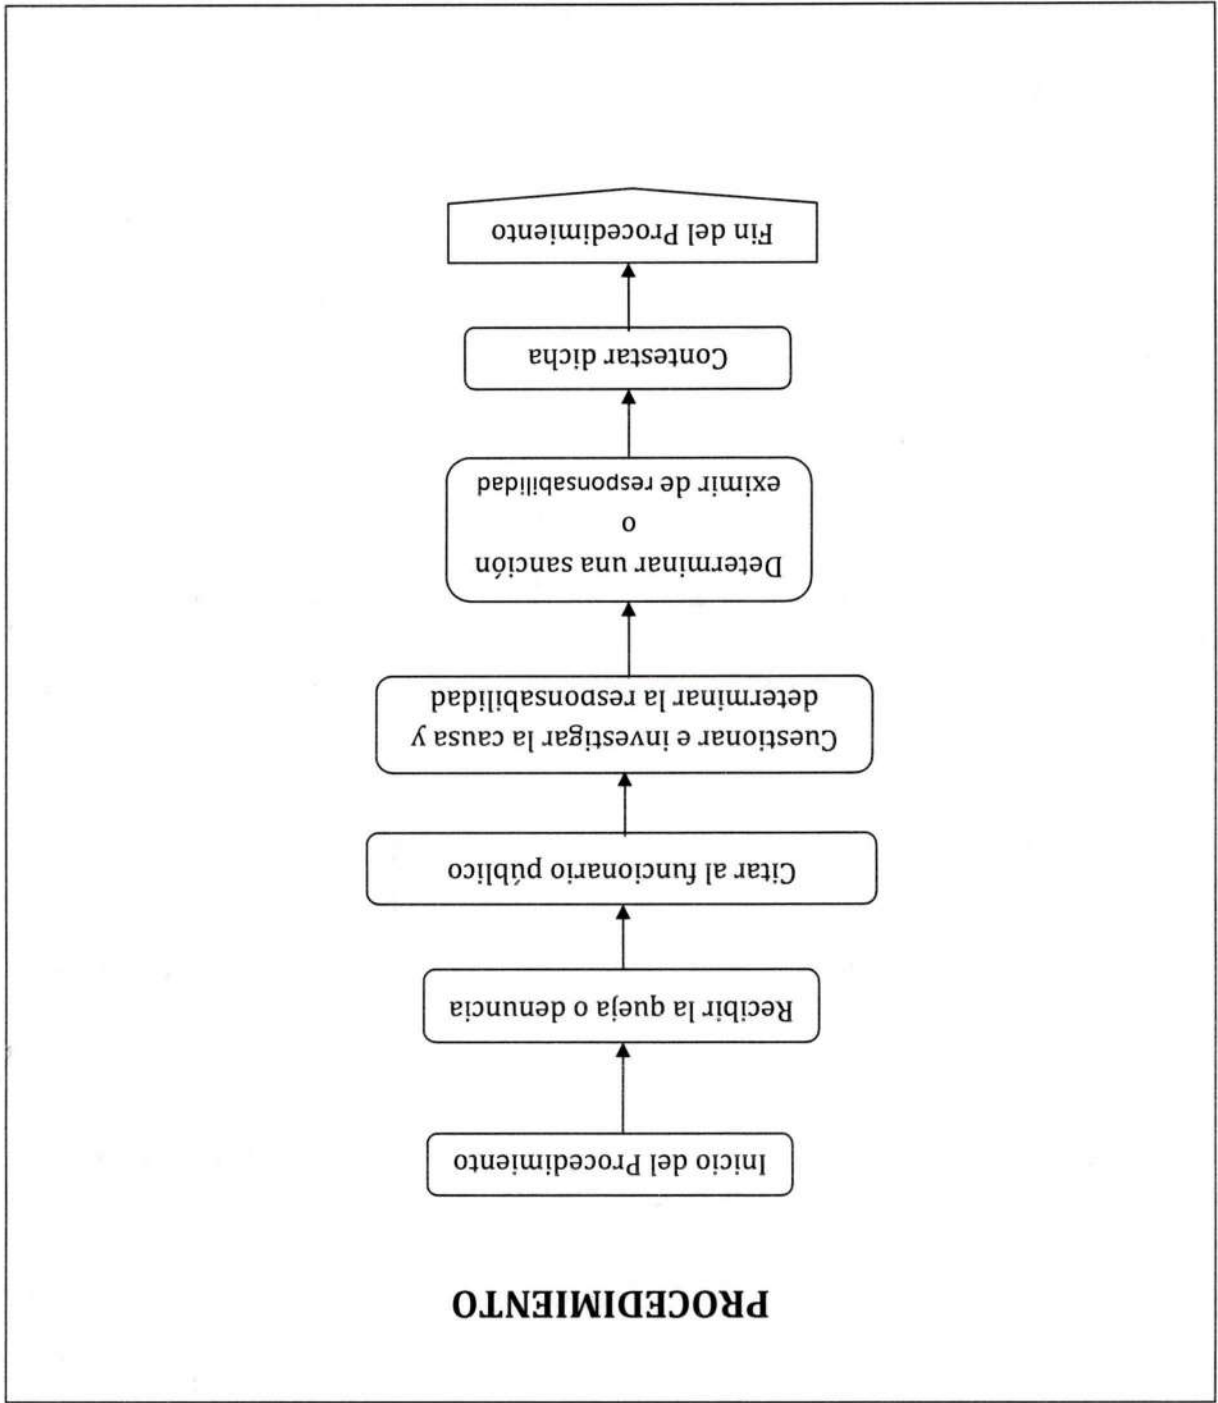 PROCEDIMIENTO
Inicio del Procedimiento
Recibir la queja o denuncia
Citar al funcionario público
Cuestionar e investigar la causa y
determinar la responsabilidad
Determinar una sanción
o
eximir de responsabilidad
Contestar dicha
Fin del Procedimiento